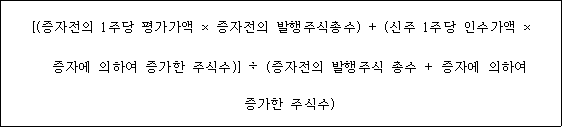 [(증자전의 1주당 평가가액 × 증자전의 발행주식총수) + (신주 1주당 인수가액 ×
증자에 의하여 증가한 주식수)] ÷ (증자전의 발행주식 총수 + 증자에 의하여
증가한 주식수)